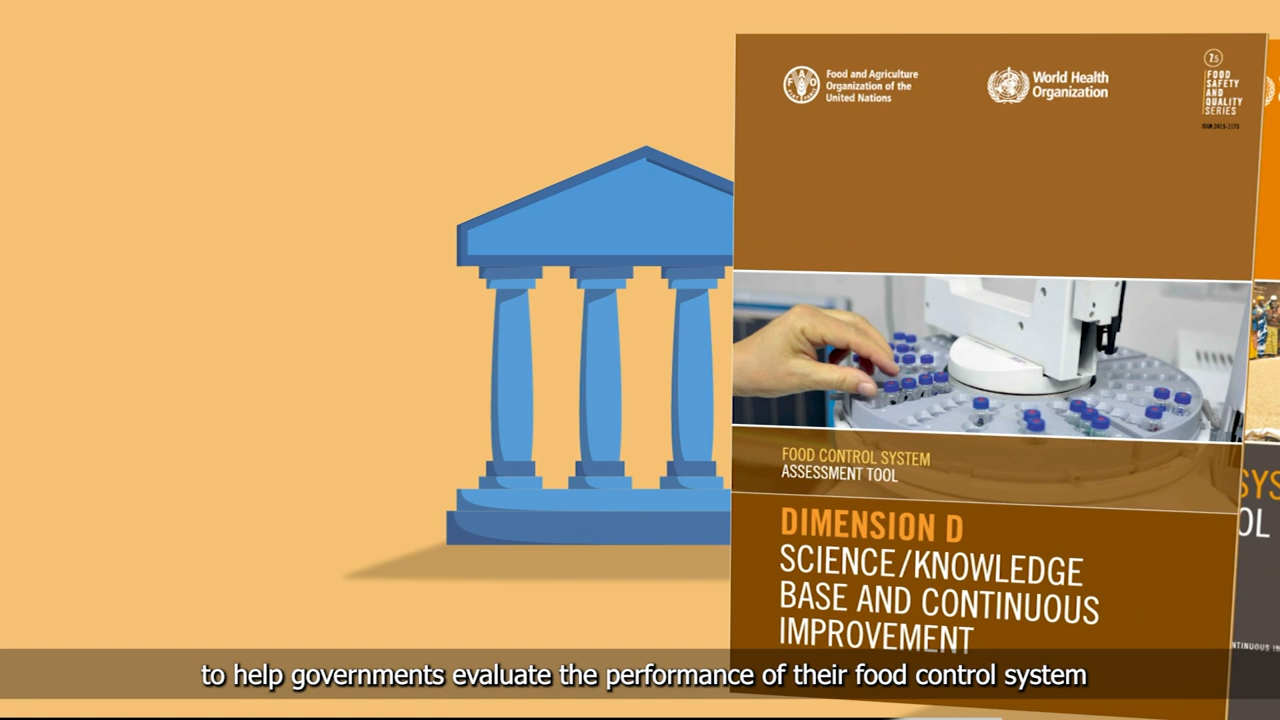 Food and Agriculture
Organization of the
United Nations
World Health
Organization
7.5
FOOD
SAFETY
AND
QUALITY
SERIES
FOOD CONTROL SYSTEM
ASSESSMENT TOOL
DIMENSION D
SCIENCE/KNOWLEDGE
BASE AND CONTINUOUS
IMPROVEMENT
SYS
OL
to help governments evaluate the performance of their food control system